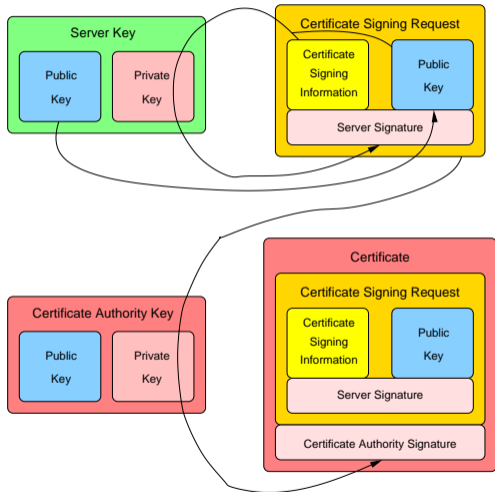 Server Key
Public
Key
Private
Key
Certificate Signing Request
Certificate
Signing
Information
Public
Key
Server Signature
Certificate Authority Key
Public
Key
Private
Key
Certificate
Certificate Signing Request
Certificate
Signing
Information
Public
Key
Server Signature
Certificate Authority Signature